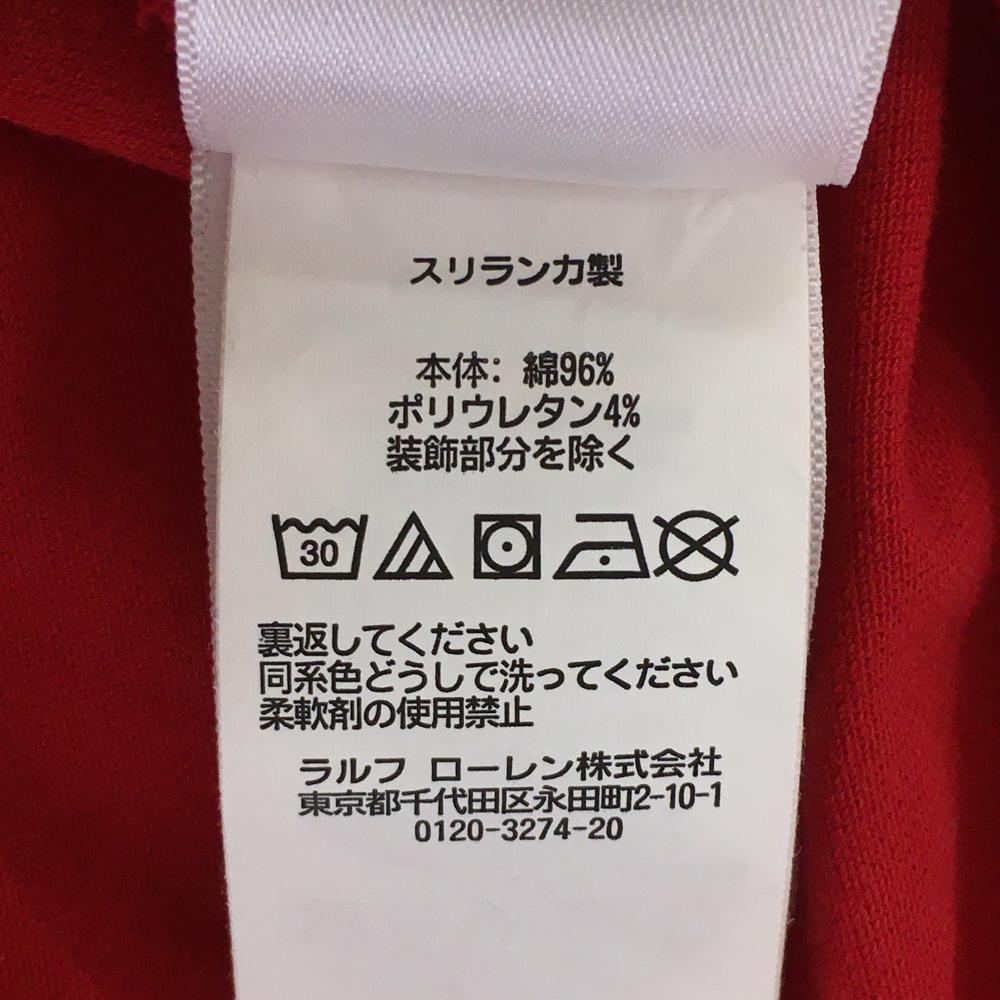 スリランカ製
本体: 綿96%
ポリウレタン4%
装飾部分を除く
30
裏返してください
同系色どうしで洗ってください
柔軟剤の使用禁止
ラルフ ローレン株式会社
東京都千代田区永田町2-10-1
0120-3274-20